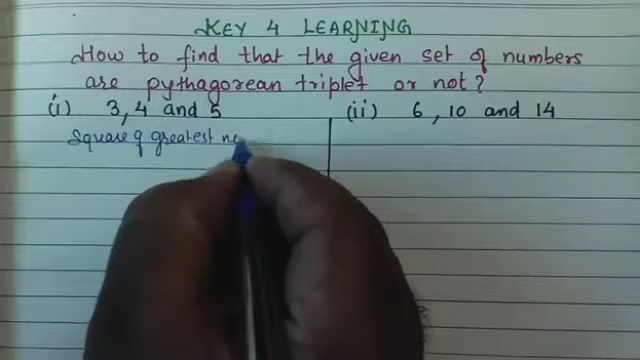 KEY 4 LEARNING
How to find that the given set of numbers
are pythagorean triplet or not?
(i) 3, 4 and 5 (ii) 6, 10 and 14
Square of greatest